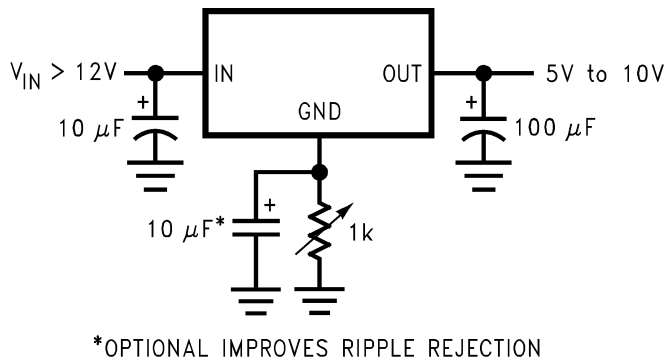 V_IN > 12V
IN
OUT
5V to 10V
GND
+
10 µF
+
100 µF
+
10 µF*
1k
*OPTIONAL IMPROVES RIPPLE REJECTION